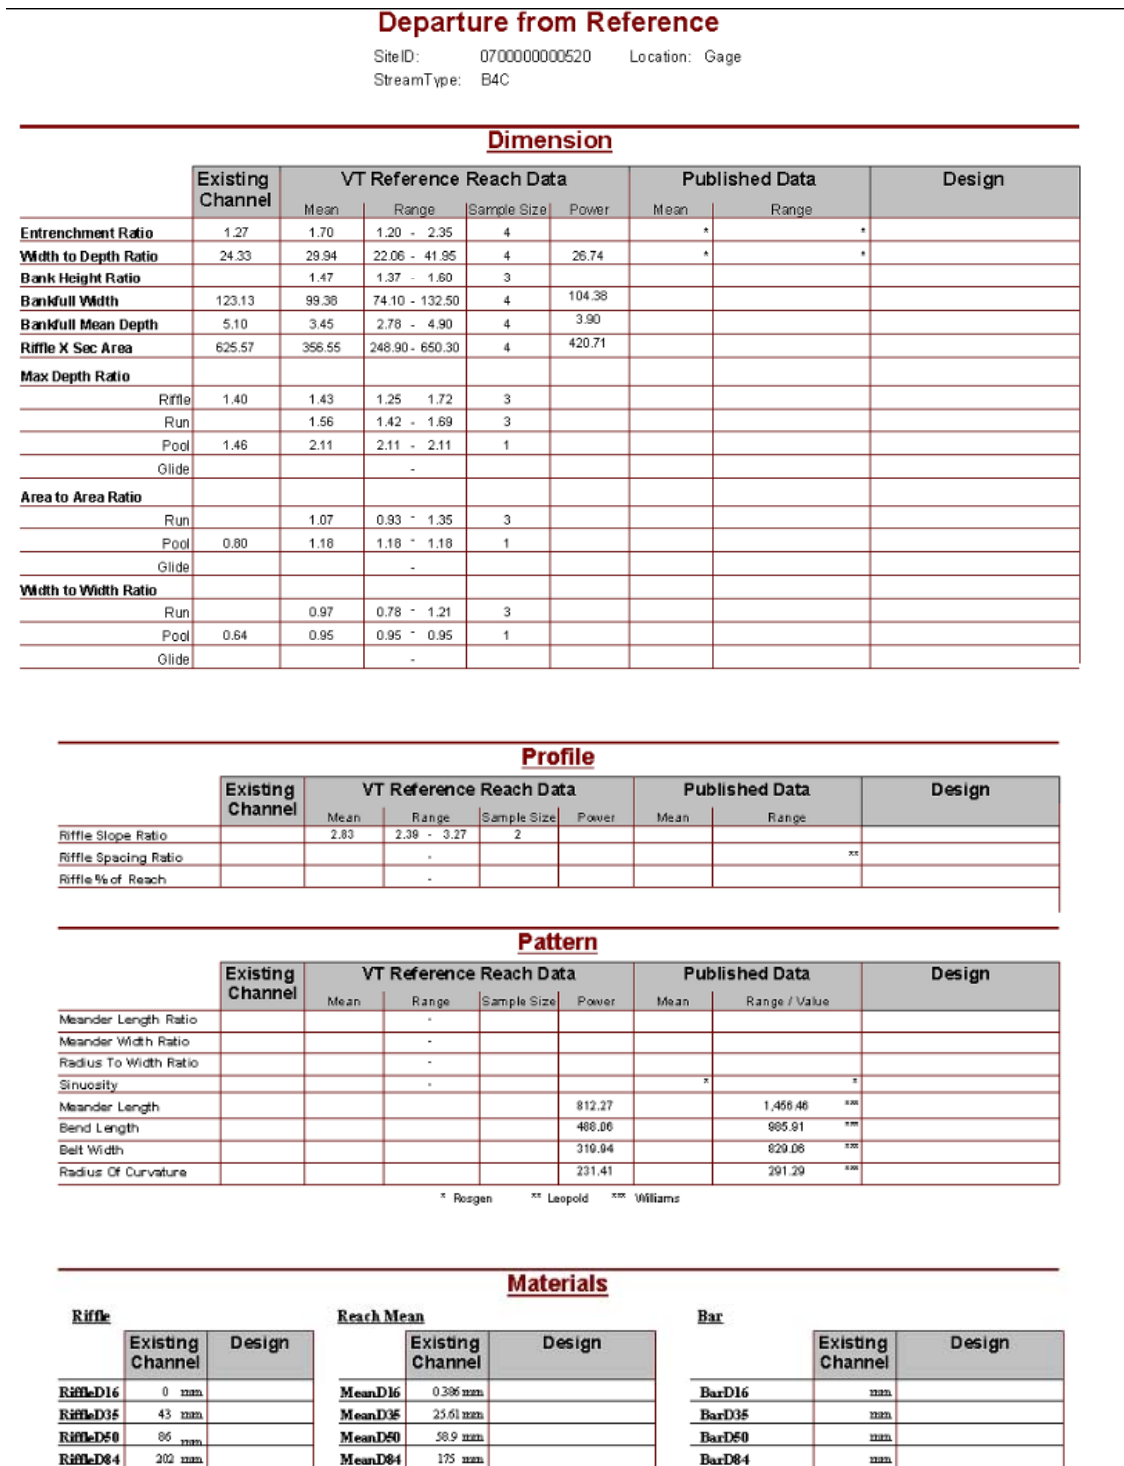 Departure from Reference
SiteID: 0700000000520 Location: Gage
StreamType: B4C
Dimension
Existing Channel VT Reference Reach Data Published Data Design
Mean Range Sample Size Power Mean Range
Entrenchment Ratio 1.27 1.70 1.20 - 2.35 4 * *
Width to Depth Ratio 24.33 29.94 22.06 - 41.95 4 26.74 * *
Bank Height Ratio 1.47 1.37 - 1.60 3
Bankfull Width 123.13 99.38 74.10 - 132.50 4 104.38
Bankfull Mean Depth 5.10 3.45 2.78 - 4.90 4 3.90
Riffle X Sec Area 625.57 356.55 248.90 - 650.30 4 420.71
Max Depth Ratio
Riffle 1.40 1.43 1.25 1.72 3
Run 1.56 1.42 - 1.69 3
Pool 1.46 2.11 2.11 - 2.11 1
Glide -
Area to Area Ratio
Run 1.07 0.93 - 1.35 3
Pool 0.80 1.18 1.18 - 1.18 1
Glide -
Width to Width Ratio
Run 0.97 0.78 - 1.21 3
Pool 0.64 0.95 0.95 - 0.95 1
Glide -
Profile
Existing Channel VT Reference Reach Data Published Data Design
Mean Range Sample Size Power Mean Range
Riffle Slope Ratio 2.83 2.39 - 3.27 2
Riffle Spacing Ratio - **
Riffle % of Reach -
Pattern
Existing Channel VT Reference Reach Data Published Data Design
Mean Range Sample Size Power Mean Range / Value
Meander Length Ratio -
Meander Width Ratio -
Radius To Width Ratio -
Sinuosity - * *
Meander Length 812.27 1,456.46 ***
Bend Length 488.06 985.91 ***
Belt Width 319.94 829.06 ***
Radius Of Curvature 231.41 291.29 ***
* Rosgen ** Leopold *** Williams
Materials
Riffle Reach Mean Bar
Existing Channel Design Existing Channel Design Existing Channel Design
RiffleD16 0 mm MeanD16 0.386 mm BarD16 mm
RiffleD35 43 mm MeanD35 25.61 mm BarD35 mm
RiffleD50 86 mm MeanD50 58.9 mm BarD50 mm
RiffleD84 202 mm MeanD84 175 mm BarD84 mm